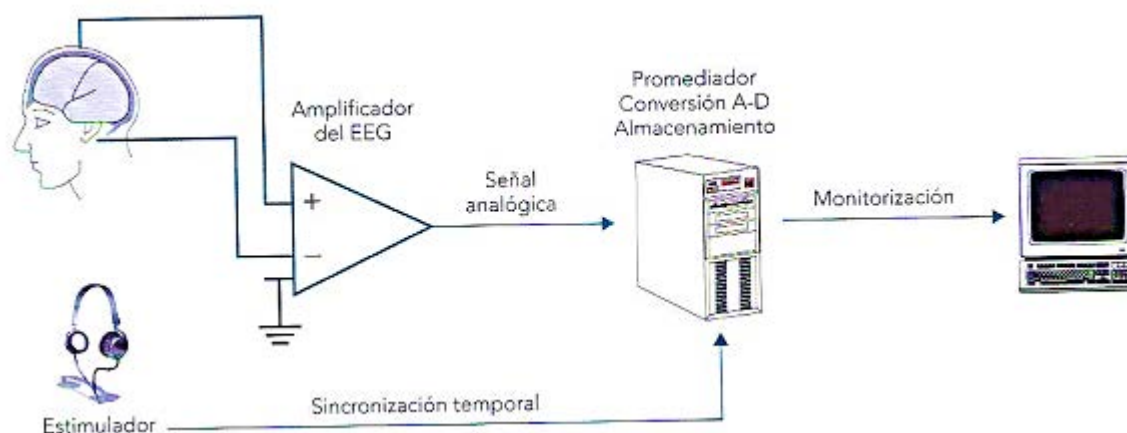 Amplificador
del EEG
+
−
Señal
analógica
Promediador
Conversión A-D
Almacenamiento
Monitorización
Estimulador
Sincronización temporal